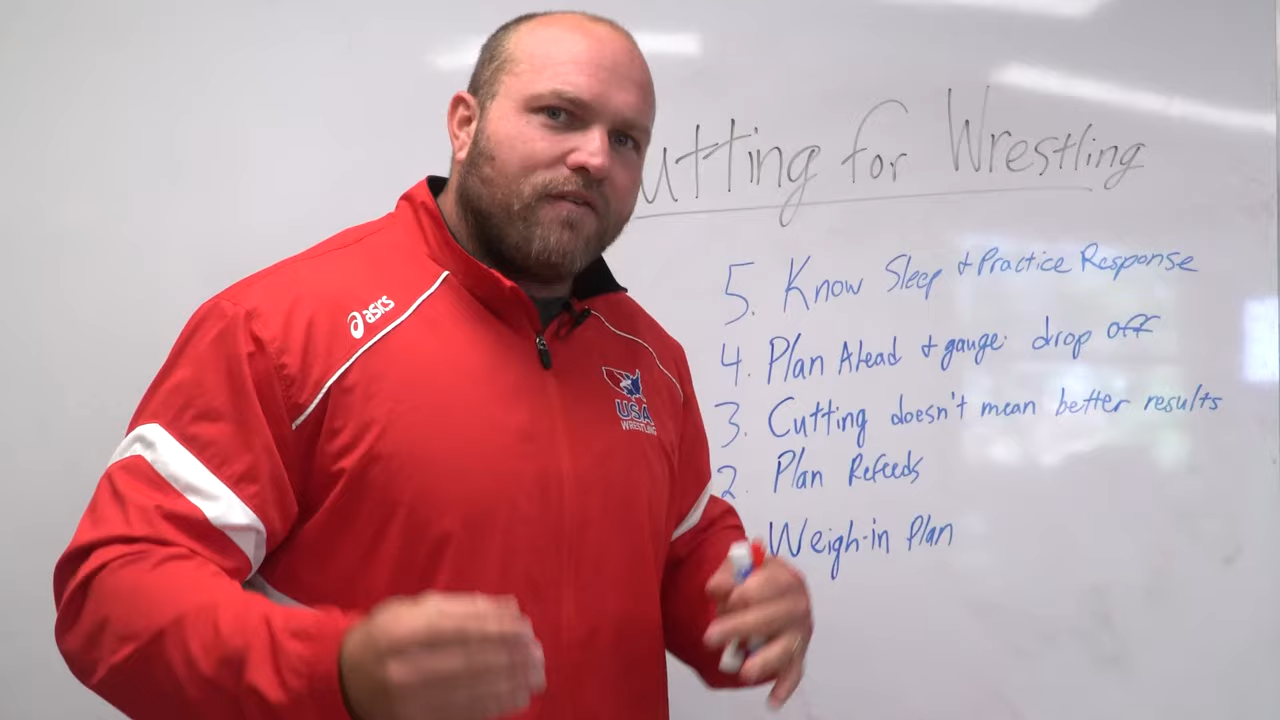 utting for Wrestling
5. Know Sleep + Practice Response
4. Plan Ahead + gauge drop off
3. Cutting doesn't mean better results
2. Plan Refeeds
Weigh-in Plan
asics
USA
WRESTLING